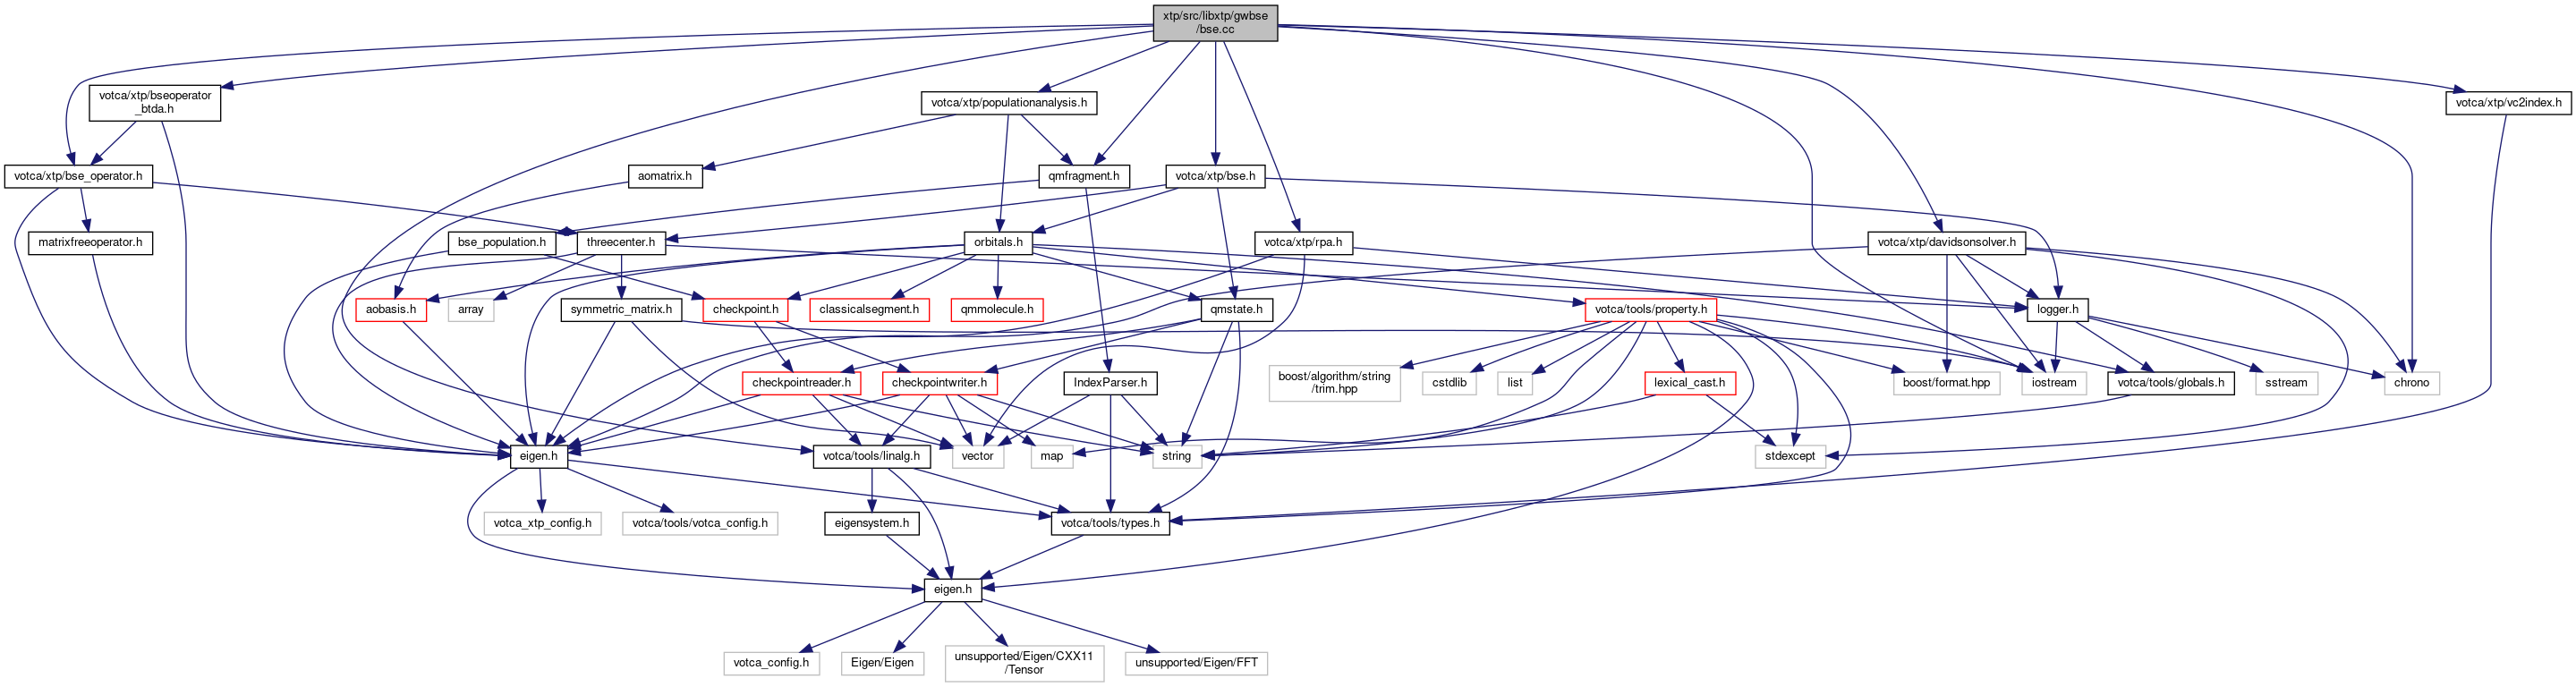 xtp/src/libxtp/gwbse
/bse.cc
votca/xtp/bseoperator
_btda.h
votca/xtp/populationanalysis.h
votca/xtp/vc2index.h
votca/xtp/bse_operator.h
aomatrix.h
qmfragment.h
votca/xtp/bse.h
matrixfreeoperator.h
bse_population.h
threecenter.h
orbitals.h
votca/xtp/rpa.h
votca/xtp/davidsonsolver.h
aobasis.h
array
symmetric_matrix.h
checkpoint.h
classicalsegment.h
qmmolecule.h
qmstate.h
votca/tools/property.h
logger.h
checkpointreader.h
checkpointwriter.h
IndexParser.h
boost/algorithm/string
/trim.hpp
cstdlib
list
lexical_cast.h
boost/format.hpp
iostream
votca/tools/globals.h
sstream
chrono
eigen.h
votca/tools/linalg.h
vector
map
string
stdexcept
votca_xtp_config.h
votca/tools/votca_config.h
eigensystem.h
votca/tools/types.h
eigen.h
votca_config.h
Eigen/Eigen
unsupported/Eigen/CXX11
/Tensor
unsupported/Eigen/FFT